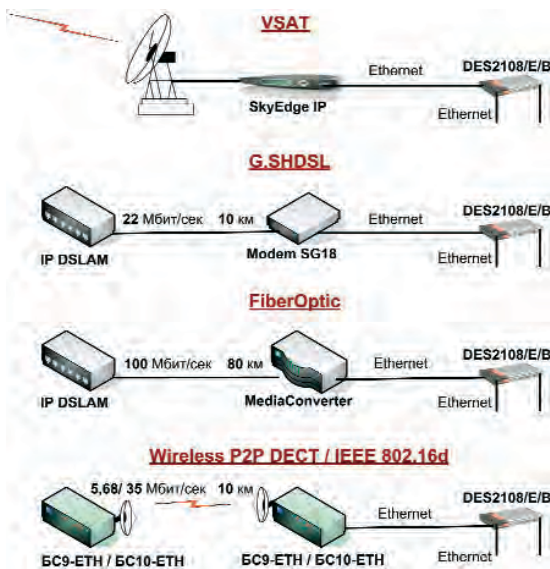 VSAT
Ethernet
DES2108/E/B
SkyEdge IP
Ethernet
G.SHDSL
22 Мбит/сек 10 км
Ethernet
DES2108/E/B
IP DSLAM
Modem SG18
Ethernet
FiberOptic
100 Мбит/сек 80 км
Ethernet
DES2108/E/B
IP DSLAM
MediaConverter
Ethernet
Wireless P2P DECT / IEEE 802.16d
5,68/ 35 Мбит/сек 10 км
Ethernet
DES2108/E/B
БС9-ETH / БС10-ETH
БС9-ETH / БС10-ETH
Ethernet